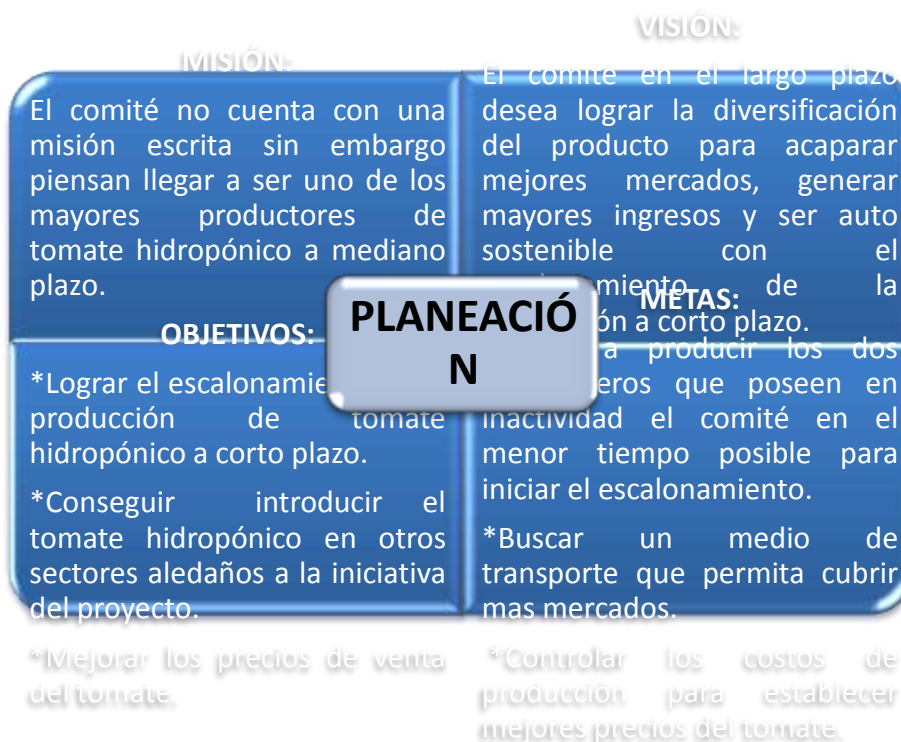 MISIÓN:
El comité no cuenta con una
misión escrita sin embargo
piensan llegar a ser uno de los
mayores productores de
tomate hidropónico a mediano
plazo.
VISIÓN:
El comité en el largo plazo
desea lograr la diversificación
del producto para acaparar
mejores mercados, generar
mayores ingresos y ser auto
sostenible con el
de la
a corto plazo.
PLANEACIÓ
N
OBJETIVOS:
*Lograr el
producción de tomate
hidropónico a corto plazo.
*Conseguir introducir el
tomate hidropónico en otros
sectores aledaños a la iniciativa
del proyecto.
*Mejorar los precios de venta
del tomate.
METAS:
a producir los dos
que poseen en
inactividad el comité en el
menor tiempo posible para
iniciar el escalonamiento.
*Buscar un medio de
transporte que permita cubrir
mas mercados.
*Controlar los costos de
producción para establecer
mejores precios del tomate.